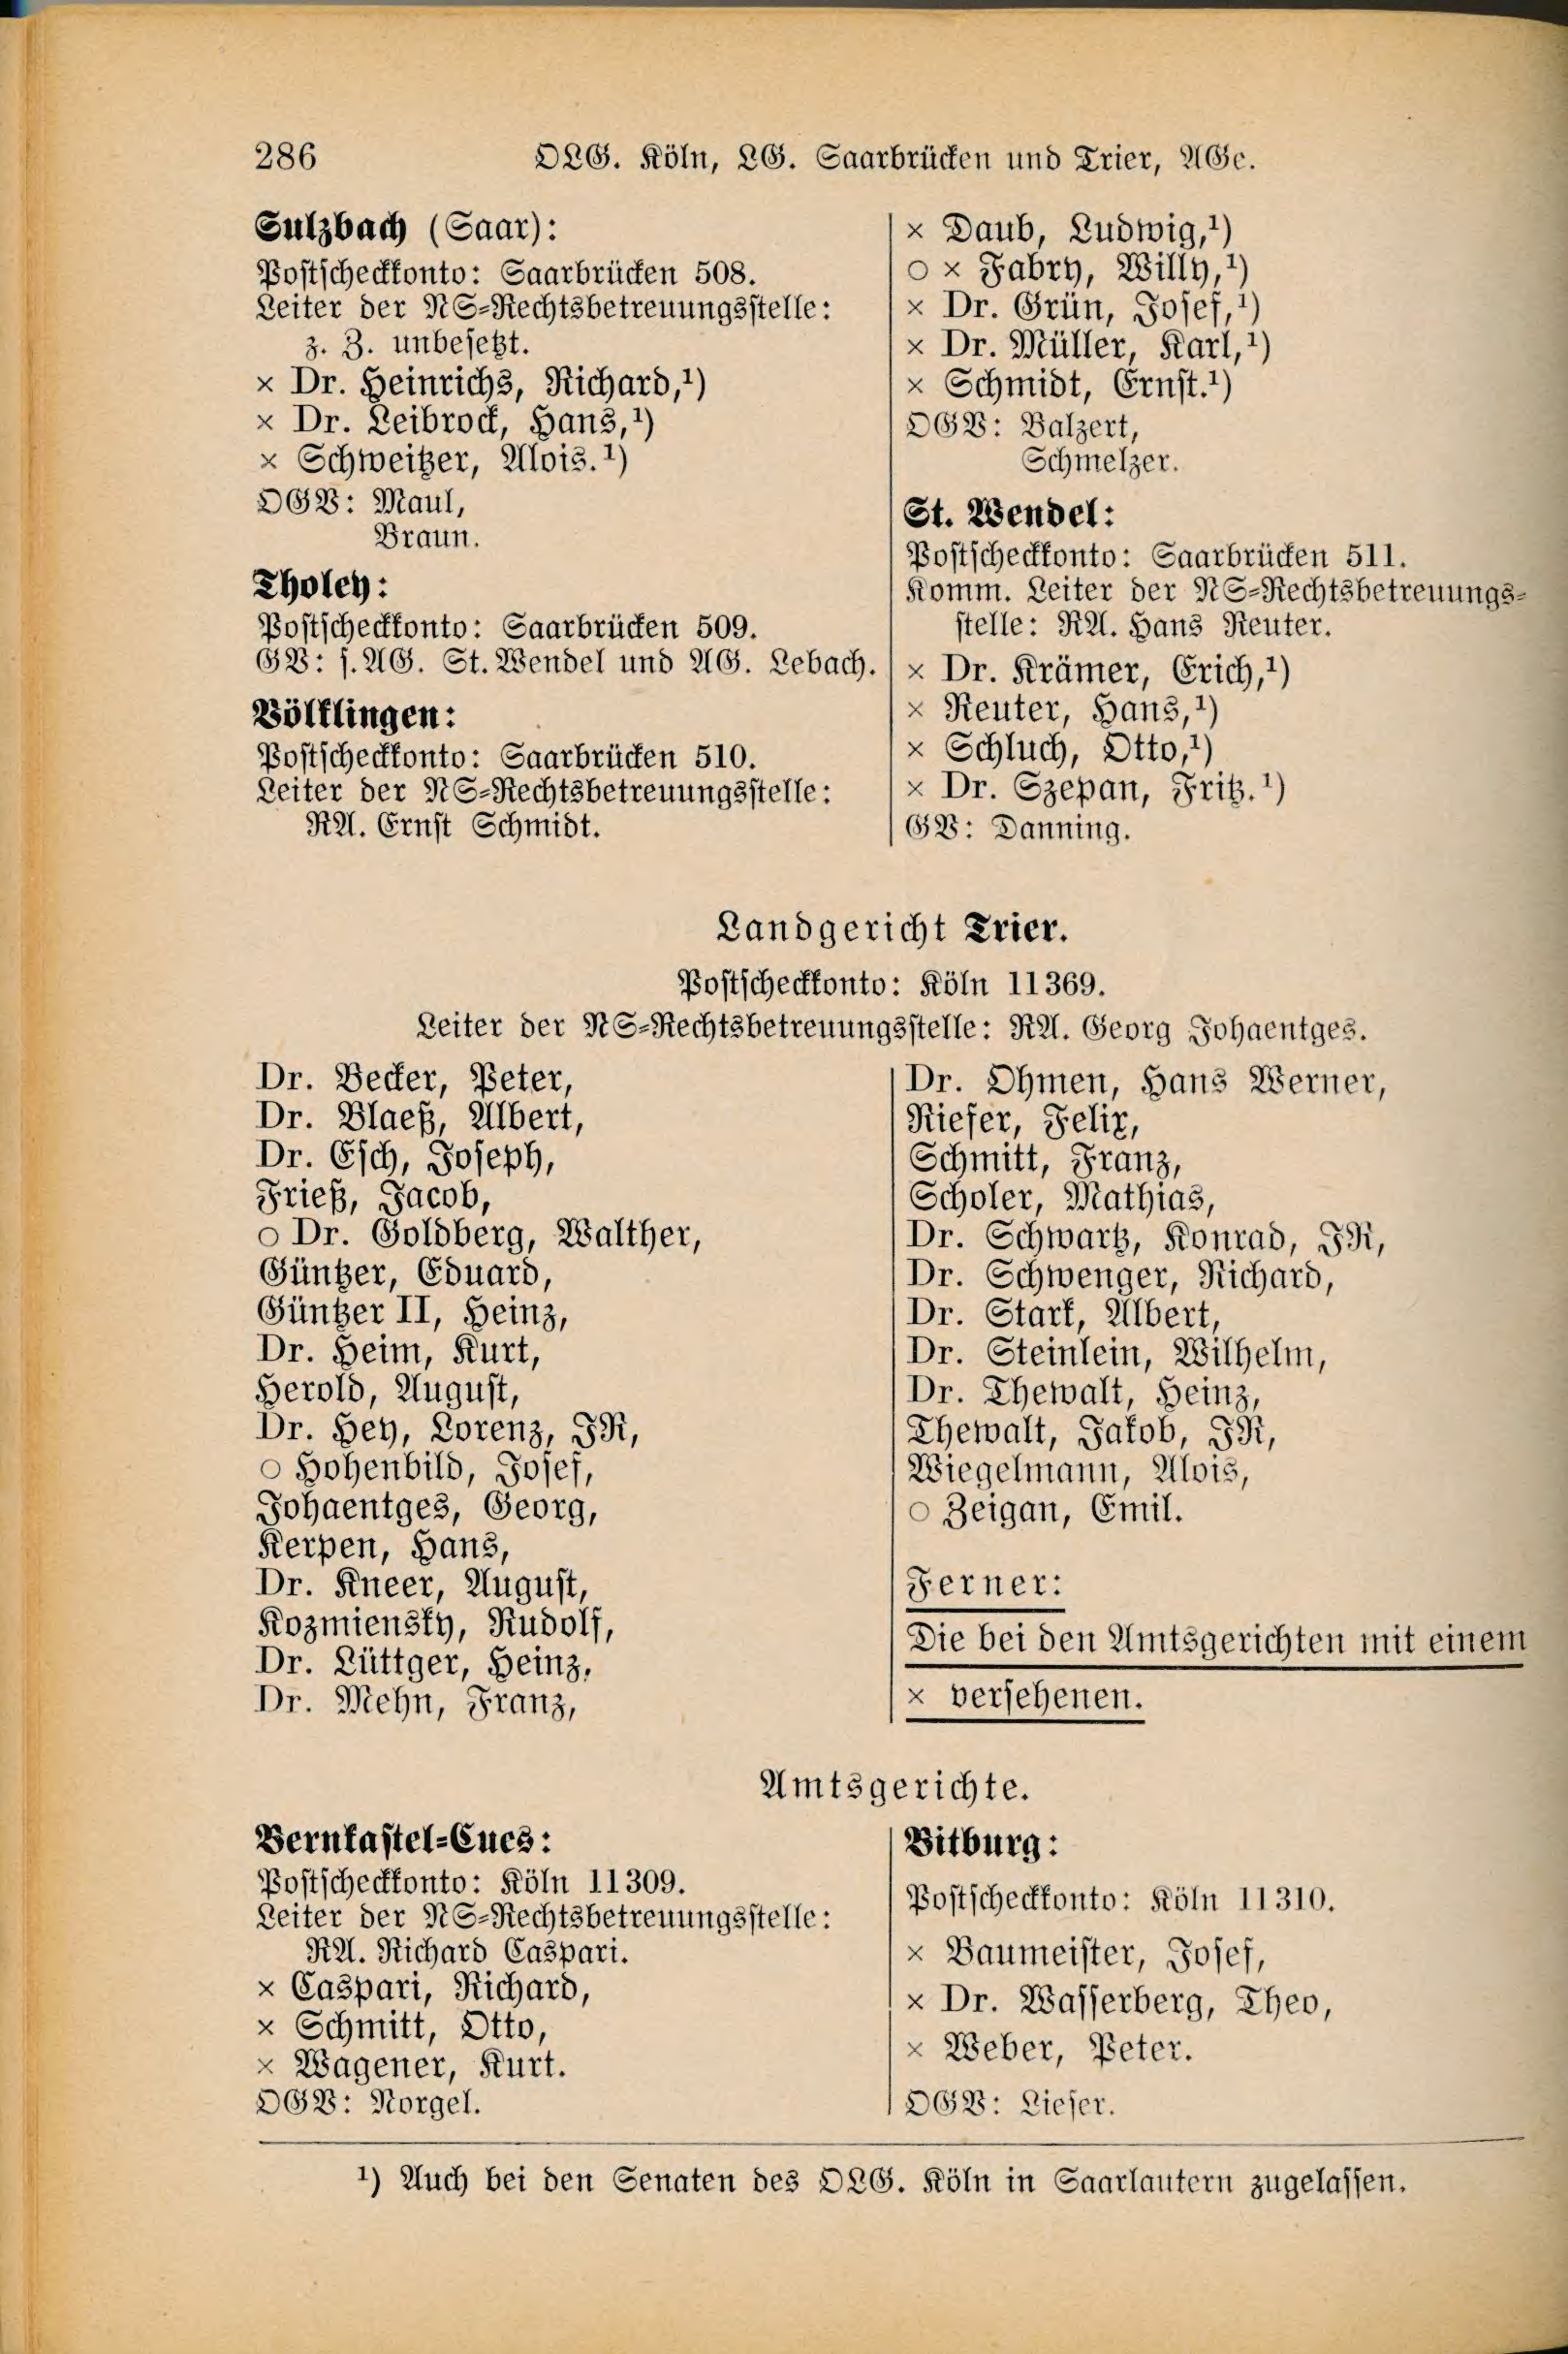 286
OLG. Köln, LG. Saarbrücken und Trier, AGe.
Sulzbach (Saar):
Postscheckkonto: Saarbrücken 508.
Leiter der NS-Rechtsbetreuungsstelle:
z. Z. unbesetzt.
× Dr. Heinrichs, Richard,¹)
× Dr. Leibrock, Hans,¹)
× Schweitzer, Alois.¹)
OGV: Maul,
Braun.
Tholey:
Postscheckkonto: Saarbrücken 509.
GV: s. AG. St. Wendel und AG. Lebach.
Völklingen:
Postscheckkonto: Saarbrücken 510.
Leiter der NS-Rechtsbetreuungsstelle:
RA. Ernst Schmidt.
× Daub, Ludwig,¹)
○ × Fabry, Willy,¹)
× Dr. Grün, Josef,¹)
× Dr. Müller, Karl,¹)
× Schmidt, Ernst.¹)
OGV: Balzert,
Schmelzer.
St. Wendel:
Postscheckkonto: Saarbrücken 511.
Komm. Leiter der NS-Rechtsbetreuungs-
stelle: RA. Hans Reuter.
× Dr. Krämer, Erich,¹)
× Reuter, Hans,¹)
× Schluch, Otto,¹)
× Dr. Szepan, Fritz.¹)
GV: Danning.
Landgericht Trier.
Postscheckkonto: Köln 11369.
Leiter der NS-Rechtsbetreuungsstelle: RA. Georg Johaentges.
Dr. Becker, Peter,
Dr. Blaeß, Albert,
Dr. Esch, Joseph,
Frieß, Jacob,
○ Dr. Goldberg, Walther,
Güntzer, Eduard,
Güntzer II, Heinz,
Dr. Heim, Kurt,
Herold, August,
Dr. Hey, Lorenz, JR,
○ Hohenbild, Josef,
Johaentges, Georg,
Kerpen, Hans,
Dr. Kneer, August,
Kozmiensky, Rudolf,
Dr. Lüttger, Heinz,
Dr. Mehn, Franz,
Dr. Ohmen, Hans Werner,
Riefer, Felix,
Schmitt, Franz,
Scholer, Mathias,
Dr. Schwartz, Konrad, JR,
Dr. Schwenger, Richard,
Dr. Stark, Albert,
Dr. Steinlein, Wilhelm,
Dr. Thewalt, Heinz,
Thewalt, Jakob, JR,
Wiegelmann, Alois,
○ Zeigan, Emil.
Ferner:
Die bei den Amtsgerichten mit einem
× versehenen.
Amtsgerichte.
Bernkastel-Cues:
Postscheckkonto: Köln 11309.
Leiter der NS-Rechtsbetreuungsstelle:
RA. Richard Caspari.
× Caspari, Richard,
× Schmitt, Otto,
× Wagener, Kurt.
OGV: Norgel.
Bitburg:
Postscheckkonto: Köln 11310.
× Baumeister, Josef,
× Dr. Wasserberg, Theo,
× Weber, Peter.
OGV: Lieser.
¹) Auch bei den Senaten des OLG. Köln in Saarlautern zugelassen.